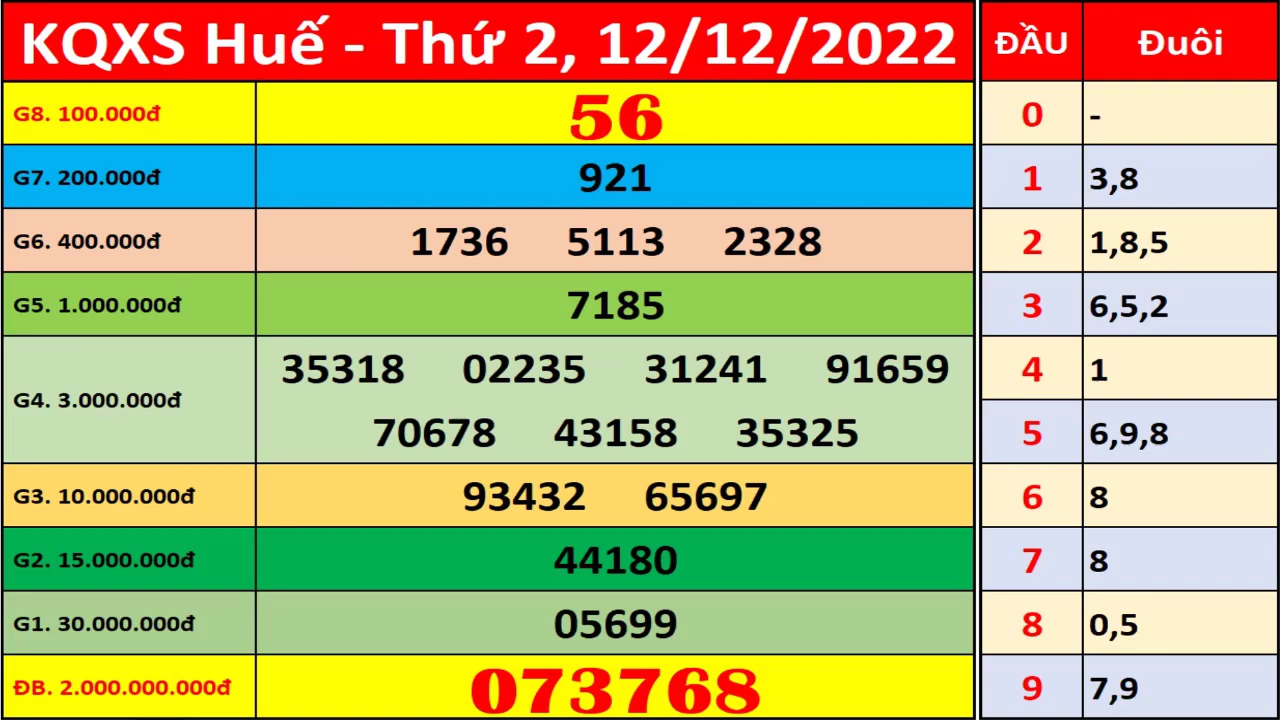 KQXS Huế - Thứ 2, 12/12/2022
G8. 100.000đ 56
G7. 200.000đ 921
G6. 400.000đ 1736 5113 2328
G5. 1.000.000đ 7185
G4. 3.000.000đ 35318 02235 31241 91659
70678 43158 35325
G3. 10.000.000đ 93432 65697
G2. 15.000.000đ 44180
G1. 30.000.000đ 05699
ĐB. 2.000.000.000đ 073768
ĐẦU Đuôi
0 -
1 3,8
2 1,8,5
3 6,5,2
4 1
5 6,9,8
6 8
7 8
8 0,5
9 7,9